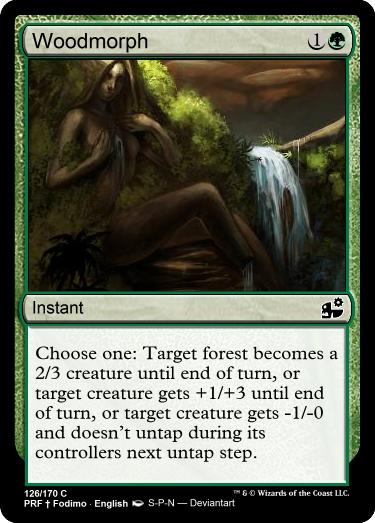 Woodmorph 1
Instant
Choose one: Target forest becomes a
2/3 creature until end of turn, or
target creature gets +1/+3 until end
of turn, or target creature gets -1/-0
and doesn't untap during its
controllers next untap step.
126/170 C ™ & © Wizards of the Coast LLC.
PRF † Fodimo · English S-P-N — Deviantart